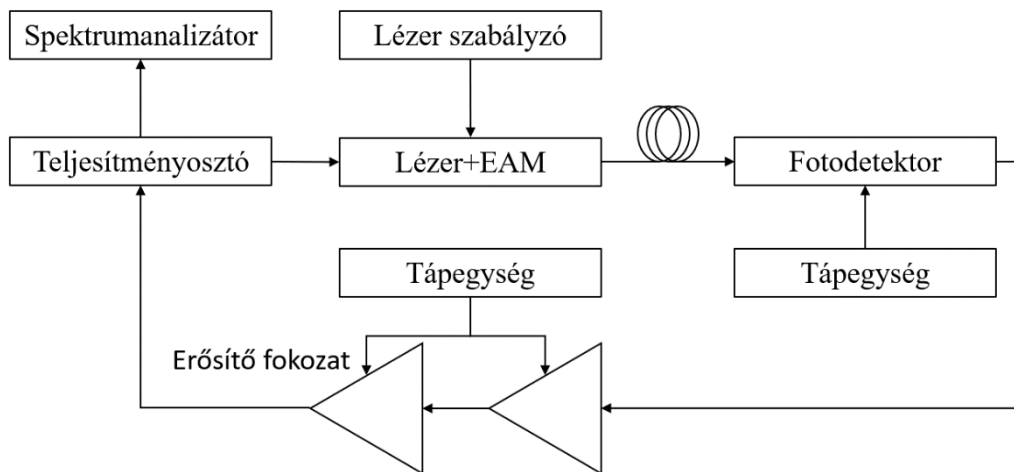 Spektrumanalizátor
Lézer szabályzó
Teljesítményosztó
Lézer+EAM
Fotodetektor
Tápegység
Tápegység
Erősítő fokozat